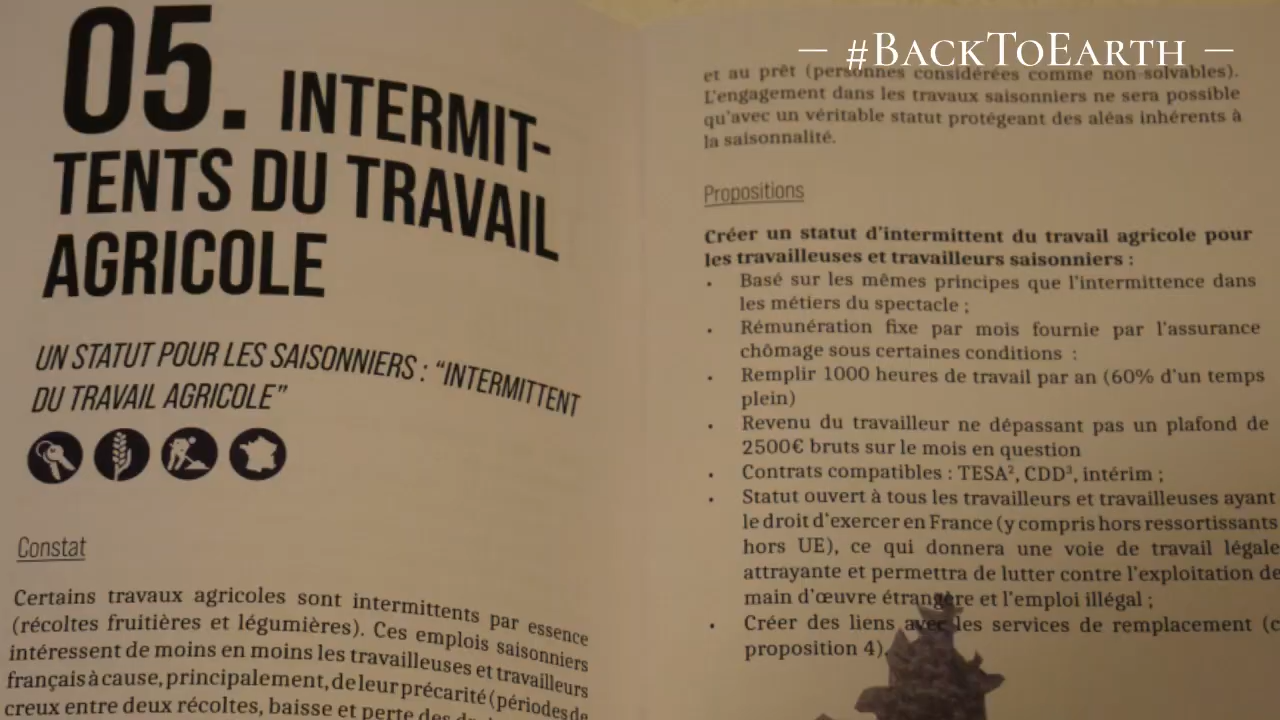 — #BackToEarth —
05. INTERMIT-
TENTS DU TRAVAIL
AGRICOLE
UN STATUT POUR LES SAISONNIERS : “INTERMITTENT
DU TRAVAIL AGRICOLE”
Constat
Certains travaux agricoles sont intermittents par essence
(récoltes fruitières et légumières). Ces emplois saisonniers
intéressent de moins en moins les travailleuses et travailleurs
français à cause, principalement, de leur précarité (périodes de
creux entre deux récoltes, baisse et perte des
et au prêt (personnes considérées comme non-solvables).
L’engagement dans les travaux saisonniers ne sera possible
qu’avec un véritable statut protégeant des aléas inhérents à
la saisonnalité.
Propositions
Créer un statut d’intermittent du travail agricole pour
les travailleuses et travailleurs saisonniers :
• Basé sur les mêmes principes que l’intermittence dans
les métiers du spectacle ;
• Rémunération fixe par mois fournie par l’assurance
chômage sous certaines conditions :
• Remplir 1000 heures de travail par an (60% d’un temps
plein)
• Revenu du travailleur ne dépassant pas un plafond de
2500€ bruts sur le mois en question
• Contrats compatibles : TESA², CDD³, intérim ;
• Statut ouvert à tous les travailleurs et travailleuses ayant
le droit d’exercer en France (y compris hors ressortissants
hors UE), ce qui donnera une voie de travail légale
attrayante et permettra de lutter contre l’exploitation de
main d’œuvre étrangère et l’emploi illégal ;
• Créer des liens avec les services de remplacement (c
proposition 4).